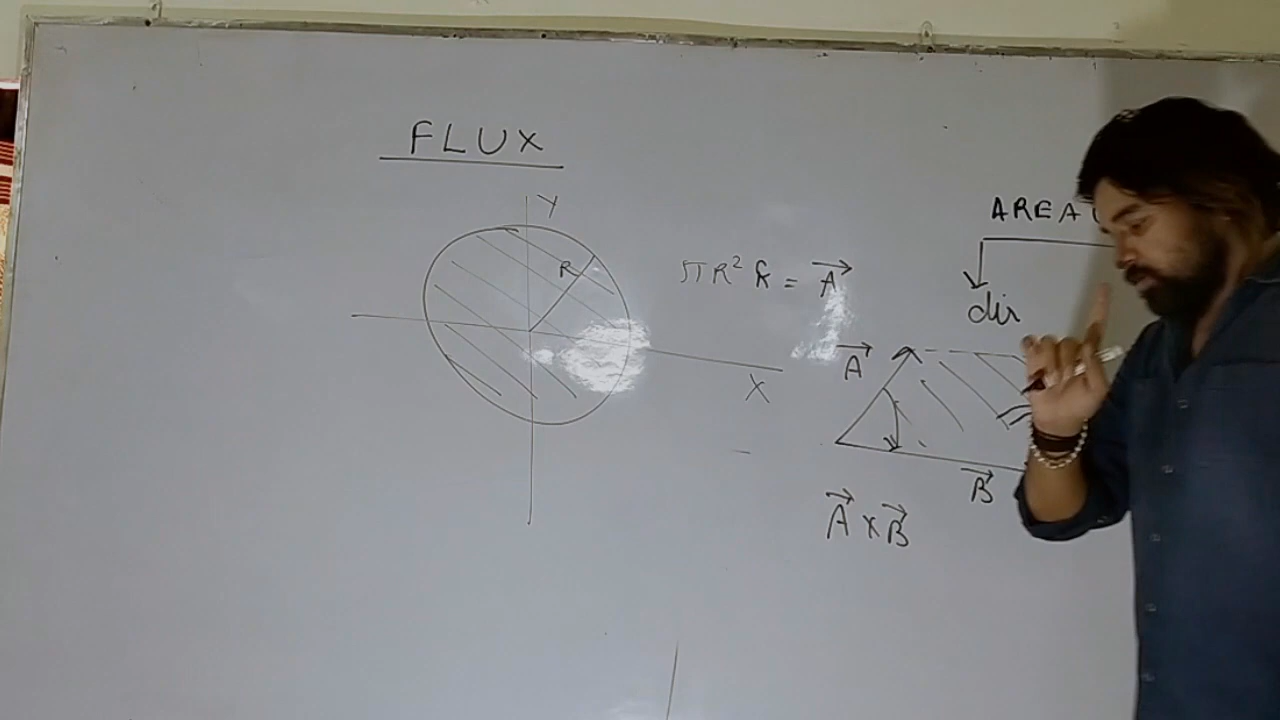 FLUX
Y
R
X
πR² k̂ = A⃗
AREA
dir
A⃗
B⃗
A⃗ x B⃗